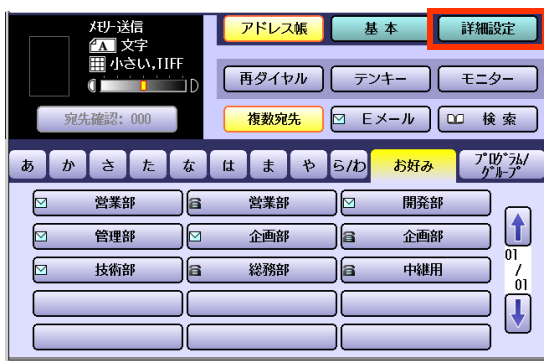 ﾒﾓﾘｰ送信
A 文字
小さい,TIFF
D
宛先確認: 000
アドレス帳 基 本 詳細設定
再ダイヤル テンキー モニター
複数宛先 Eメール 検 索
あ か さ た な は ま や ら/わ お好み ﾌﾟﾛｸﾞﾗﾑ/
ｸﾞﾙｰﾌﾟ
営業部 営業部 開発部
管理部 企画部 企画部
技術部 総務部 中継用
01
/
01